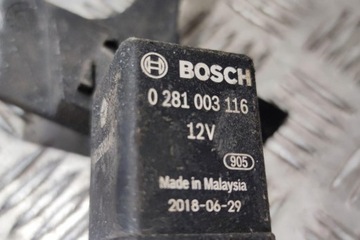 BOSCH
0 281 003 116
12V
905
Made in Malaysia
2018-06-29